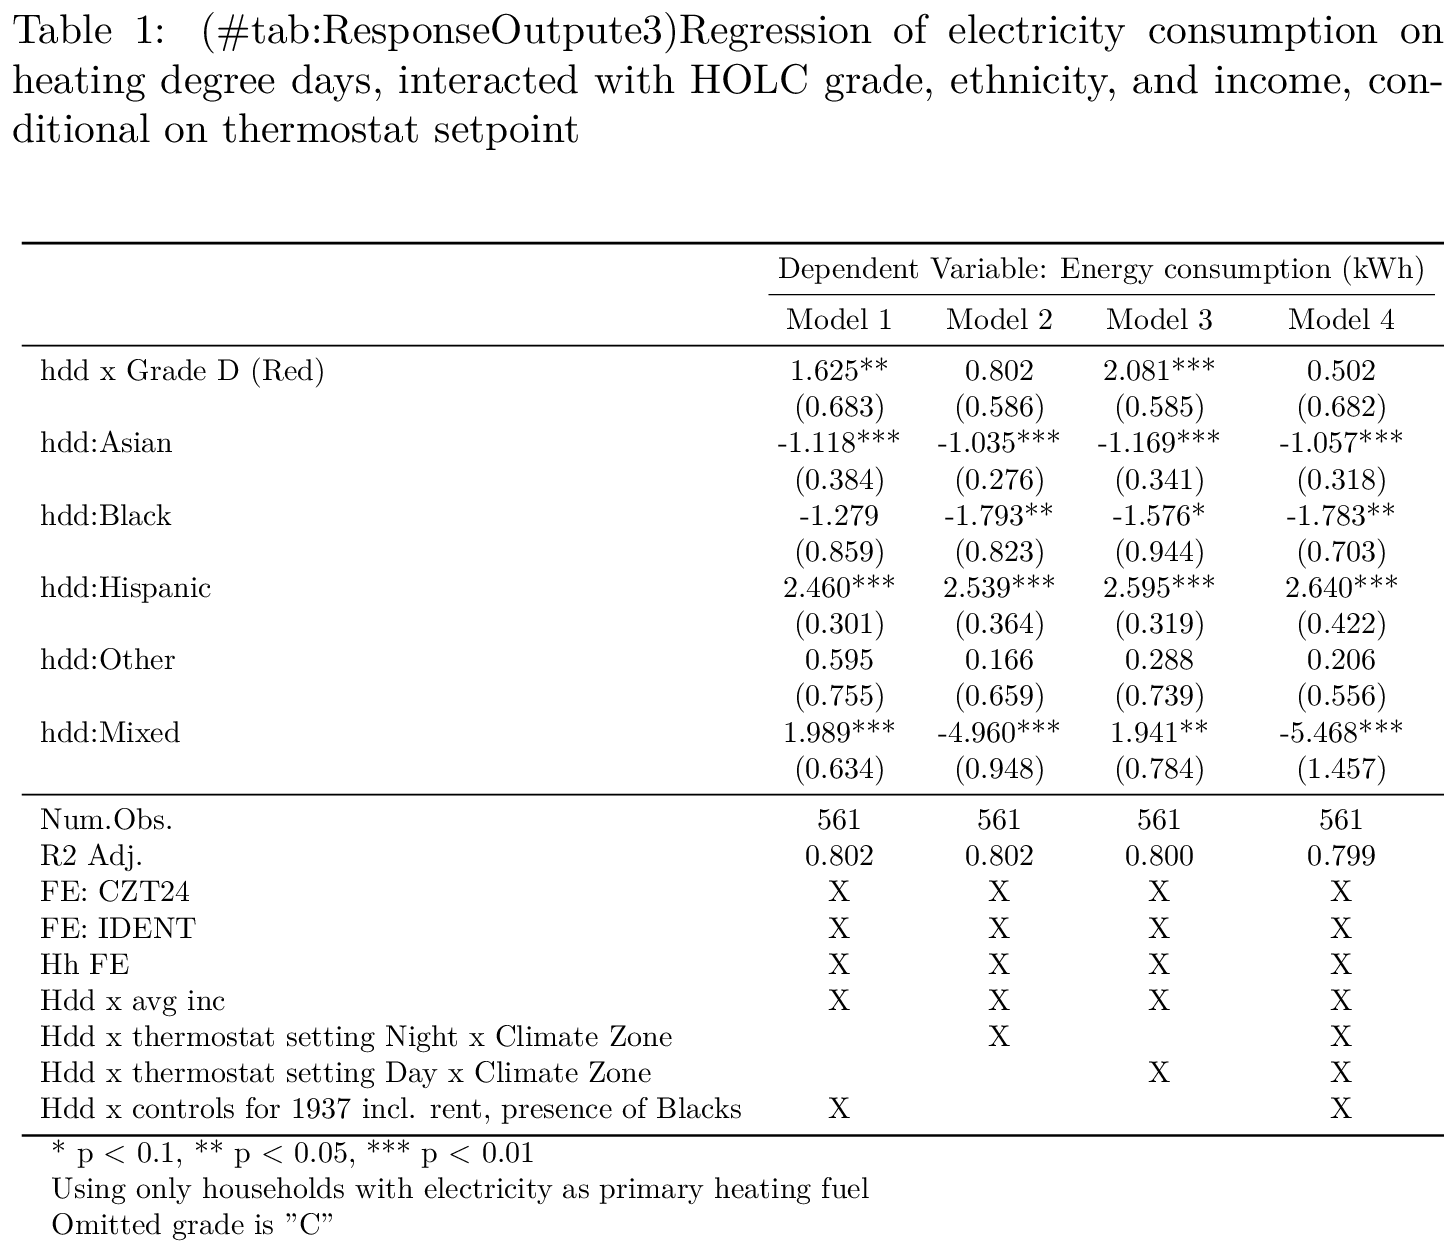 Table 1: (#tab:ResponseOutpute3)Regression of electricity consumption on
heating degree days, interacted with HOLC grade, ethnicity, and income, con-
ditional on thermostat setpoint
Dependent Variable: Energy consumption (kWh)
Model 1 Model 2 Model 3 Model 4
hdd x Grade D (Red) 1.625** 0.802 2.081*** 0.502
(0.683) (0.586) (0.585) (0.682)
hdd:Asian -1.118*** -1.035*** -1.169*** -1.057***
(0.384) (0.276) (0.341) (0.318)
hdd:Black -1.279 -1.793** -1.576* -1.783**
(0.859) (0.823) (0.944) (0.703)
hdd:Hispanic 2.460*** 2.539*** 2.595*** 2.640***
(0.301) (0.364) (0.319) (0.422)
hdd:Other 0.595 0.166 0.288 0.206
(0.755) (0.659) (0.739) (0.556)
hdd:Mixed 1.989*** -4.960*** 1.941** -5.468***
(0.634) (0.948) (0.784) (1.457)
Num.Obs. 561 561 561 561
R2 Adj. 0.802 0.802 0.800 0.799
FE: CZT24 X X X X
FE: IDENT X X X X
Hh FE X X X X
Hdd x avg inc X X X X
Hdd x thermostat setting Night x Climate Zone X X
Hdd x thermostat setting Day x Climate Zone X X
Hdd x controls for 1937 incl. rent, presence of Blacks X X
* p < 0.1, ** p < 0.05, *** p < 0.01
Using only households with electricity as primary heating fuel
Omitted grade is ”C”